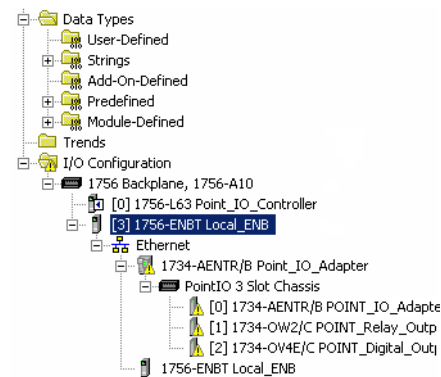 Data Types
User-Defined
Strings
Add-On-Defined
Predefined
Module-Defined
Trends
I/O Configuration
1756 Backplane, 1756-A10
[0] 1756-L63 Point_IO_Controller
[3] 1756-ENBT Local_ENB
Ethernet
1734-AENTR/B Point_IO_Adapter
PointIO 3 Slot Chassis
[0] 1734-AENTR/B POINT_IO_Adapte
[1] 1734-OW2/C POINT_Relay_Outp
[2] 1734-OV4E/C POINT_Digital_Outp
1756-ENBT Local_ENB